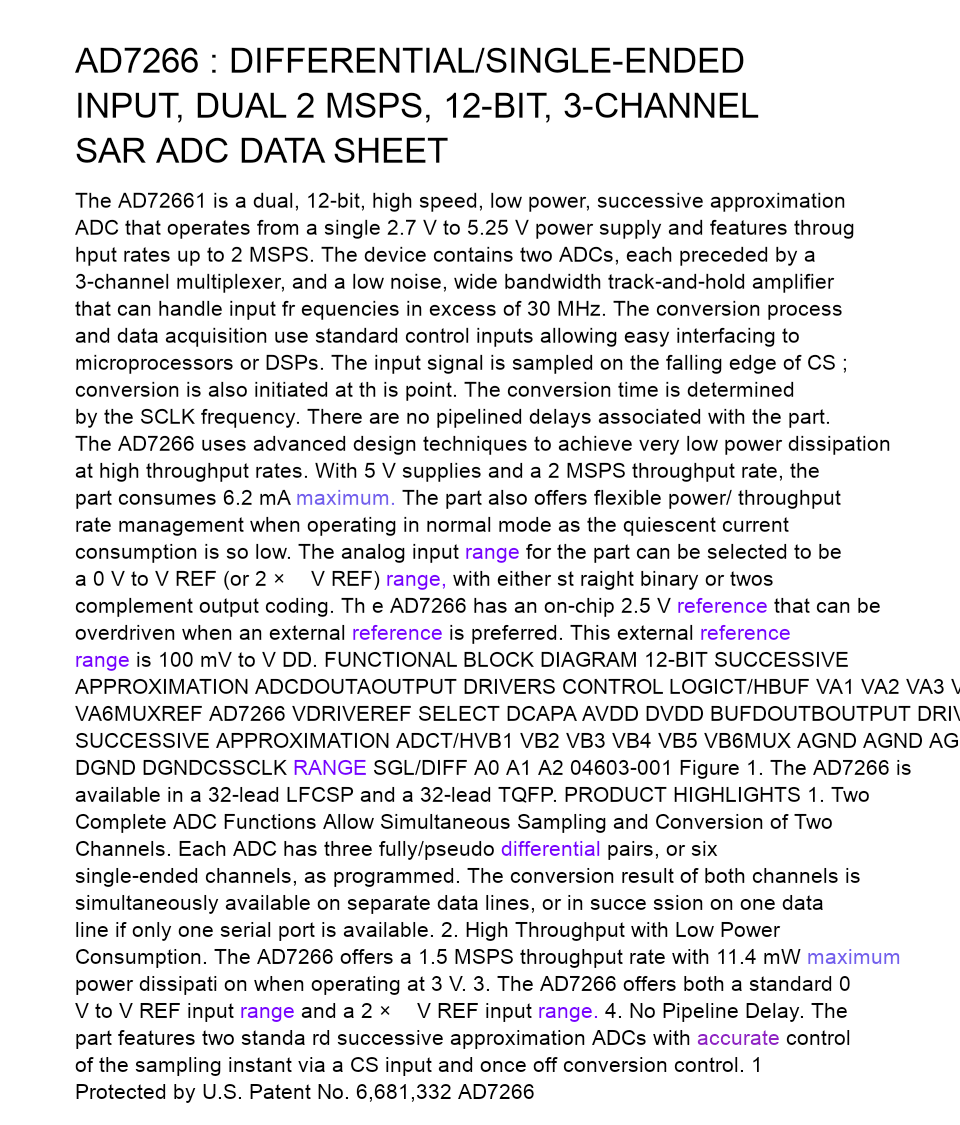 AD7266 : DIFFERENTIAL/SINGLE-ENDED
INPUT, DUAL 2 MSPS, 12-BIT, 3-CHANNEL
SAR ADC DATA SHEET
The AD72661 is a dual, 12-bit, high speed, low power, successive approximation
ADC that operates from a single 2.7 V to 5.25 V power supply and features throug
hput rates up to 2 MSPS. The device contains two ADCs, each preceded by a
3-channel multiplexer, and a low noise, wide bandwidth track-and-hold amplifier
that can handle input fr equencies in excess of 30 MHz. The conversion process
and data acquisition use standard control inputs allowing easy interfacing to
microprocessors or DSPs. The input signal is sampled on the falling edge of CS ;
conversion is also initiated at th is point. The conversion time is determined
by the SCLK frequency. There are no pipelined delays associated with the part.
The AD7266 uses advanced design techniques to achieve very low power dissipation
at high throughput rates. With 5 V supplies and a 2 MSPS throughput rate, the
part consumes 6.2 mA maximum. The part also offers flexible power/ throughput
rate management when operating in normal mode as the quiescent current
consumption is so low. The analog input range for the part can be selected to be
a 0 V to V REF (or 2 × V REF) range, with either st raight binary or twos
complement output coding. Th e AD7266 has an on-chip 2.5 V reference that can be
overdriven when an external reference is preferred. This external reference
range is 100 mV to V DD. FUNCTIONAL BLOCK DIAGRAM 12-BIT SUCCESSIVE
APPROXIMATION ADCDOUTAOUTPUT DRIVERS CONTROL LOGICT/HBUF VA1 VA2 VA3 V
VA6MUXREF AD7266 VDRIVEREF SELECT DCAPA AVDD DVDD BUFDOUTBOUTPUT DRIV
SUCCESSIVE APPROXIMATION ADCT/HVB1 VB2 VB3 VB4 VB5 VB6MUX AGND AGND AG
DGND DGNDCSSCLK RANGE SGL/DIFF A0 A1 A2 04603-001 Figure 1. The AD7266 is
available in a 32-lead LFCSP and a 32-lead TQFP. PRODUCT HIGHLIGHTS 1. Two
Complete ADC Functions Allow Simultaneous Sampling and Conversion of Two
Channels. Each ADC has three fully/pseudo differential pairs, or six
single-ended channels, as programmed. The conversion result of both channels is
simultaneously available on separate data lines, or in succe ssion on one data
line if only one serial port is available. 2. High Throughput with Low Power
Consumption. The AD7266 offers a 1.5 MSPS throughput rate with 11.4 mW maximum
power dissipati on when operating at 3 V. 3. The AD7266 offers both a standard 0
V to V REF input range and a 2 × V REF input range. 4. No Pipeline Delay. The
part features two standa rd successive approximation ADCs with accurate control
of the sampling instant via a CS input and once off conversion control. 1
Protected by U.S. Patent No. 6,681,332 AD7266